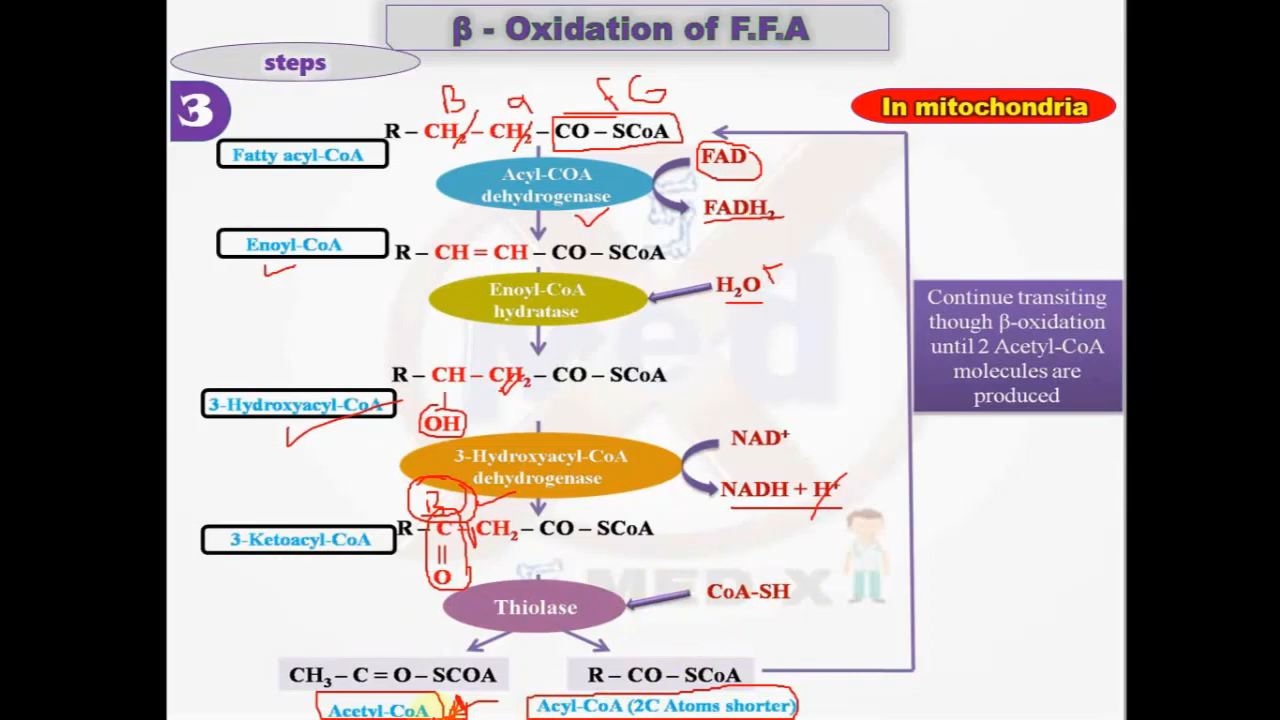 β - Oxidation of F.F.A
steps
3
In mitochondria
B α FG
R – CH2 – CH2 – CO – SCoA
Fatty acyl-CoA
FAD
Acyl-COA
dehydrogenase
FADH2
Enoyl-CoA
R – CH = CH – CO – SCoA
Enoyl-CoA
hydratase
H2O
Continue transiting
though β-oxidation
until 2 Acetyl-CoA
molecules are
produced
R – CH – CH2 – CO – SCoA
3-Hydroxyacyl-CoA
OH
3-Hydroxyacyl-CoA
dehydrogenase
NAD+
NADH + H+
B
R – C – CH2 – CO – SCoA
3-Ketoacyl-CoA
O
MED-X
Thiolase
CoA-SH
CH3 – C = O – SCOA
R – CO – SCoA
Acetyl-CoA
Acyl-CoA (2C Atoms shorter)